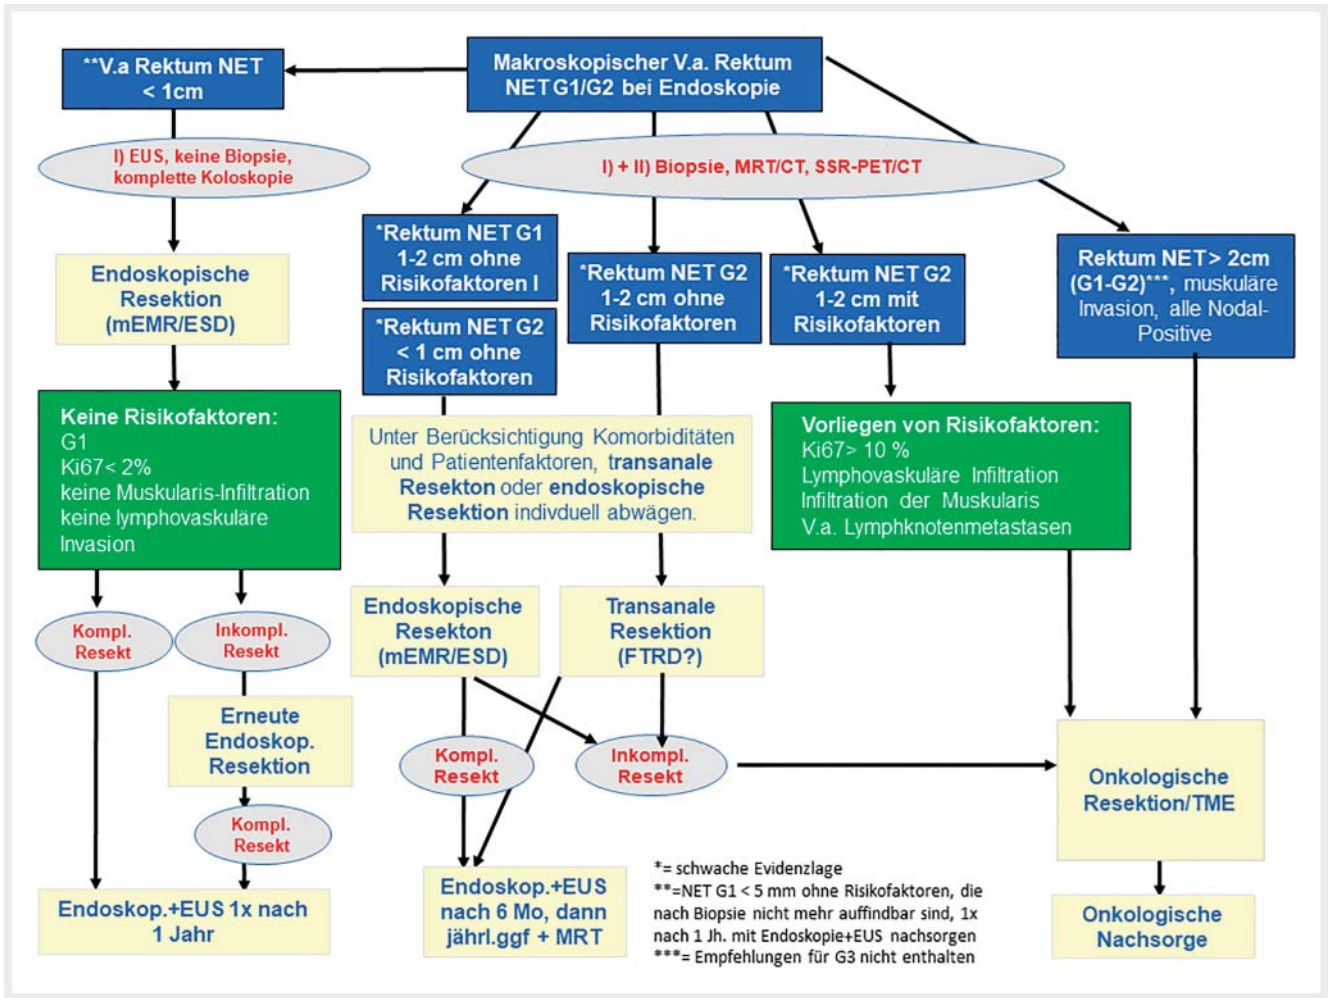 **V.a Rektum NET
< 1cm
Makroskopischer V.a. Rektum
NET G1/G2 bei Endoskopie
I) EUS, keine Biopsie,
komplette Koloskopie
I) + II) Biopsie, MRT/CT, SSR-PET/CT
*Rektum NET G1
1-2 cm ohne
Risikofaktoren I
*Rektum NET G2
< 1 cm ohne
Risikofaktoren
*Rektum NET G2
1-2 cm ohne
Risikofaktoren
*Rektum NET G2
1-2 cm mit
Risikofaktoren
Rektum NET > 2cm
(G1-G2)***, muskuläre
Invasion, alle Nodal-
Positive
Endoskopische
Resektion
(mEMR/ESD)
Keine Risikofaktoren:
G1
Ki67< 2%
keine Muskularis-Infiltration
keine lymphovaskuläre
Invasion
Unter Berücksichtigung Komorbiditäten
und Patientenfaktoren, transanale
Resekton oder endoskopische
Resektion indivduell abwägen.
Vorliegen von Risikofaktoren:
Ki67> 10 %
Lymphovaskuläre Infiltration
Infiltration der Muskularis
V.a. Lymphknotenmetastasen
Kompl.
Resekt
Inkompl.
Resekt
Endoskopische
Resekton
(mEMR/ESD)
Transanale
Resektion
(FTRD?)
Erneute
Endoskop.
Resektion
Kompl.
Resekt
Inkompl.
Resekt
Onkologische
Resektion/TME
Kompl.
Resekt
Endoskop.+EUS 1x nach
1 Jahr
Endoskop.+EUS
nach 6 Mo, dann
jährl.ggf + MRT
*= schwache Evidenzlage
**=NET G1 < 5 mm ohne Risikofaktoren, die
nach Biopsie nicht mehr auffindbar sind, 1x
nach 1 Jh. mit Endoskopie+EUS nachsorgen
***= Empfehlungen für G3 nicht enthalten
Onkologische
Nachsorge